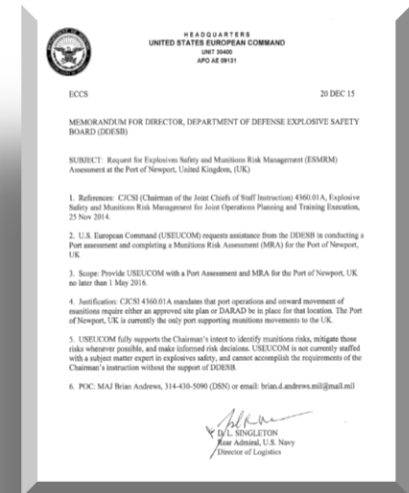 HEADQUARTERS
UNITED STATES EUROPEAN COMMAND
UNIT 30400
APO AE 09131
ECCS 20 DEC 15
MEMORANDUM FOR DIRECTOR, DEPARTMENT OF DEFENSE EXPLOSIVE SAFETY
BOARD (DDESB)
SUBJECT: Request for Explosives Safety and Munitions Risk Management (ESMRM)
Assessment at the Port of Newport, United Kingdom, (UK)
1. References: CJCSI (Chairman of the Joint Chiefs of Staff Instruction) 4360.01A, Explosive
Safety and Munitions Risk Management for Joint Operations Planning and Training Execution,
25 Nov 2014.
2. U.S. European Command (USEUCOM) requests assistance from the DDESB in conducting a
Port assessment and completing a Munitions Risk Assessment (MRA) for the Port of Newport,
UK
3. Scope: Provide USEUCOM with a Port Assessment and MRA for the Port of Newport, UK
no later than 1 May 2016.
4. Justification: CJCSI 4360.01A mandates that port operations and onward movement of
munitions require either an approved site plan or DARAD be in place for that location. The Port
of Newport, UK is currently the only port supporting munitions movements to the UK.
5. USEUCOM fully supports the Chairman's intent to identify munitions risks, mitigate those
risks whenever possible, and make informed risk decisions. USEUCOM is not currently staffed
with a subject matter expert in explosives safety, and cannot accomplish the requirements of the
Chairman's instruction without the support of DDESB.
6. POC: MAJ Brian Andrews, 314-430-5090 (DSN) or email: brian.d.andrews.mil@mail.mil
D. L. SINGLETON
Rear Admiral, U.S. Navy
Director of Logistics